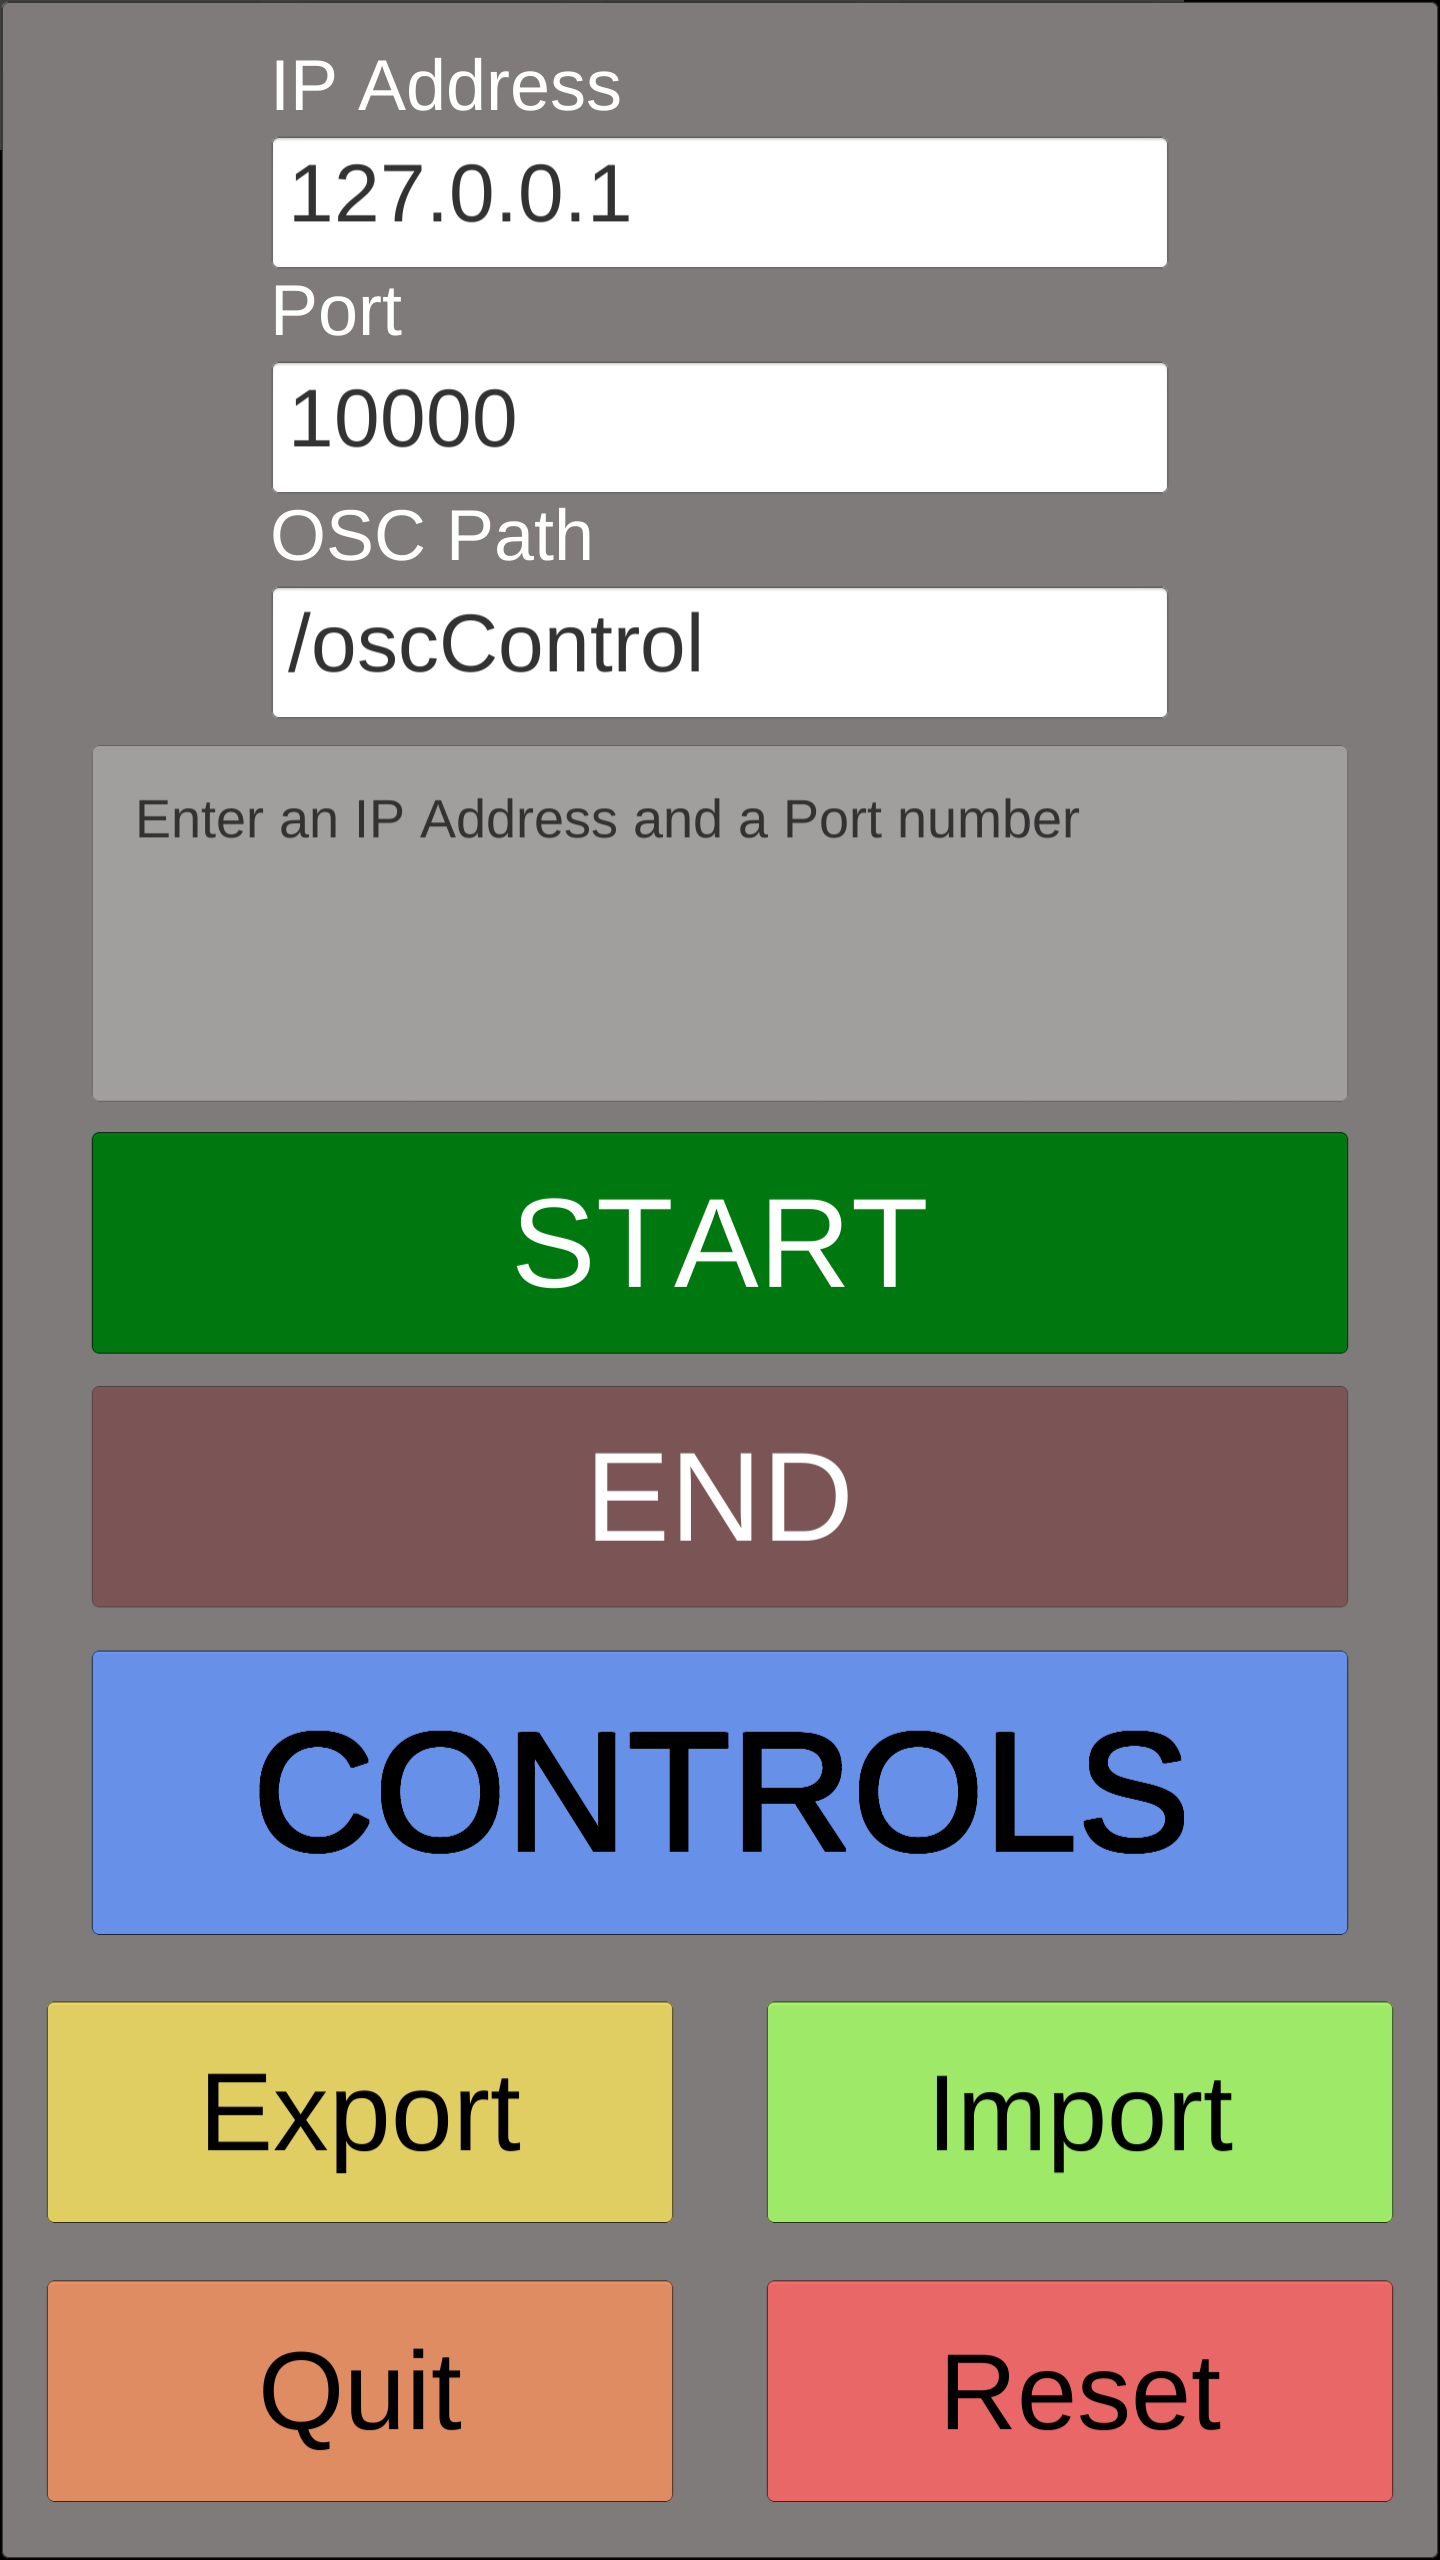 IP Address
127.0.0.1
Port
10000
OSC Path
/oscControl
Enter an IP Address and a Port number
START
END
CONTROLS
Export
Import
Quit
Reset